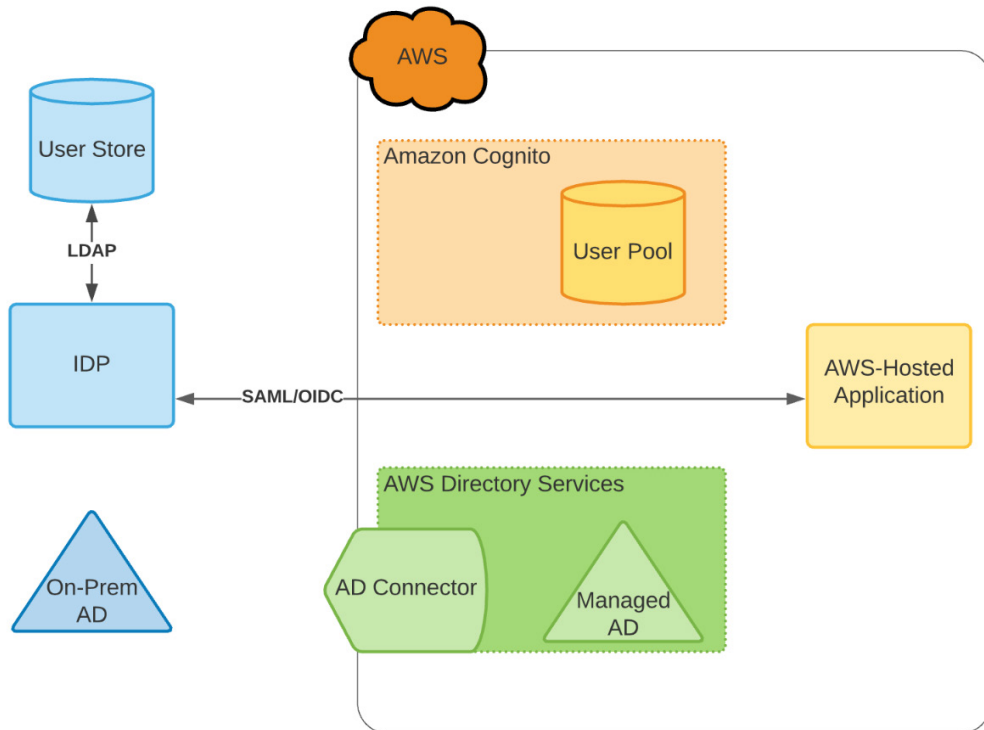 AWS
User Store
Amazon Cognito
User Pool
LDAP
IDP
SAML/OIDC
AWS-Hosted
Application
AWS Directory Services
On-Prem
AD
AD Connector
Managed
AD